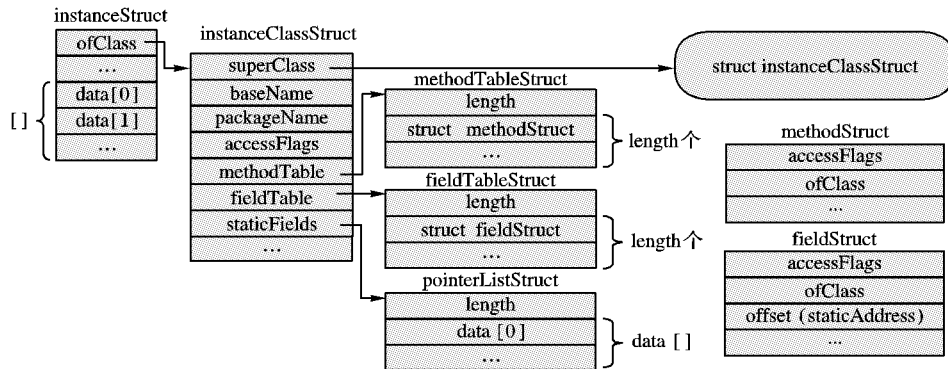 instanceStruct
ofClass
...
data[0]
data[1]
...
[ ]
instanceClassStruct
superClass
baseName
packageName
accessFlags
methodTable
fieldTable
staticFields
...
methodTableStruct
length
struct methodStruct
...
length个
fieldTableStruct
length
struct fieldStruct
...
length个
pointerListStruct
length
data [0]
...
data [ ]
struct instanceClassStruct
methodStruct
accessFlags
ofClass
...
fieldStruct
accessFlags
ofClass
offset (staticAddress)
...